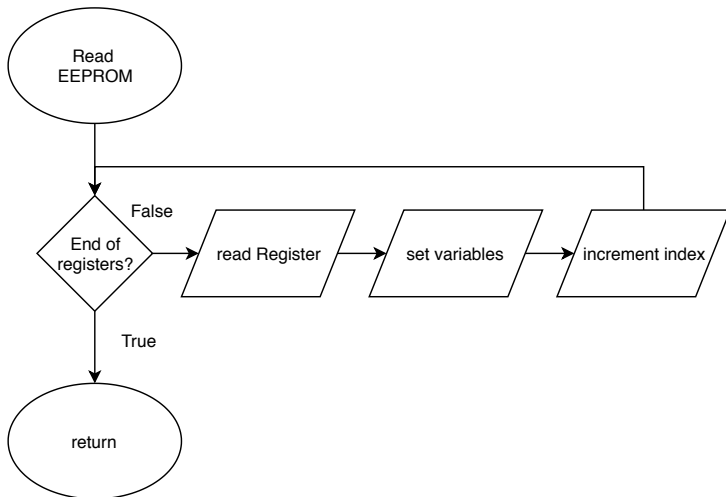 Read
EEPROM
False
End of
registers?
read Register
set variables
increment index
True
return